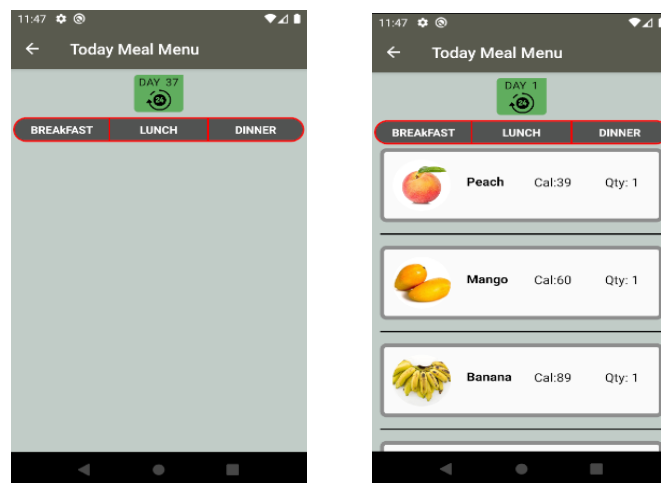 11:47
Today Meal Menu
DAY 37
24
BREAkFAST LUNCH DINNER
11:47
Today Meal Menu
DAY 1
24
BREAkFAST LUNCH DINNER
Peach Cal:39 Qty: 1
Mango Cal:60 Qty: 1
Banana Cal:89 Qty: 1